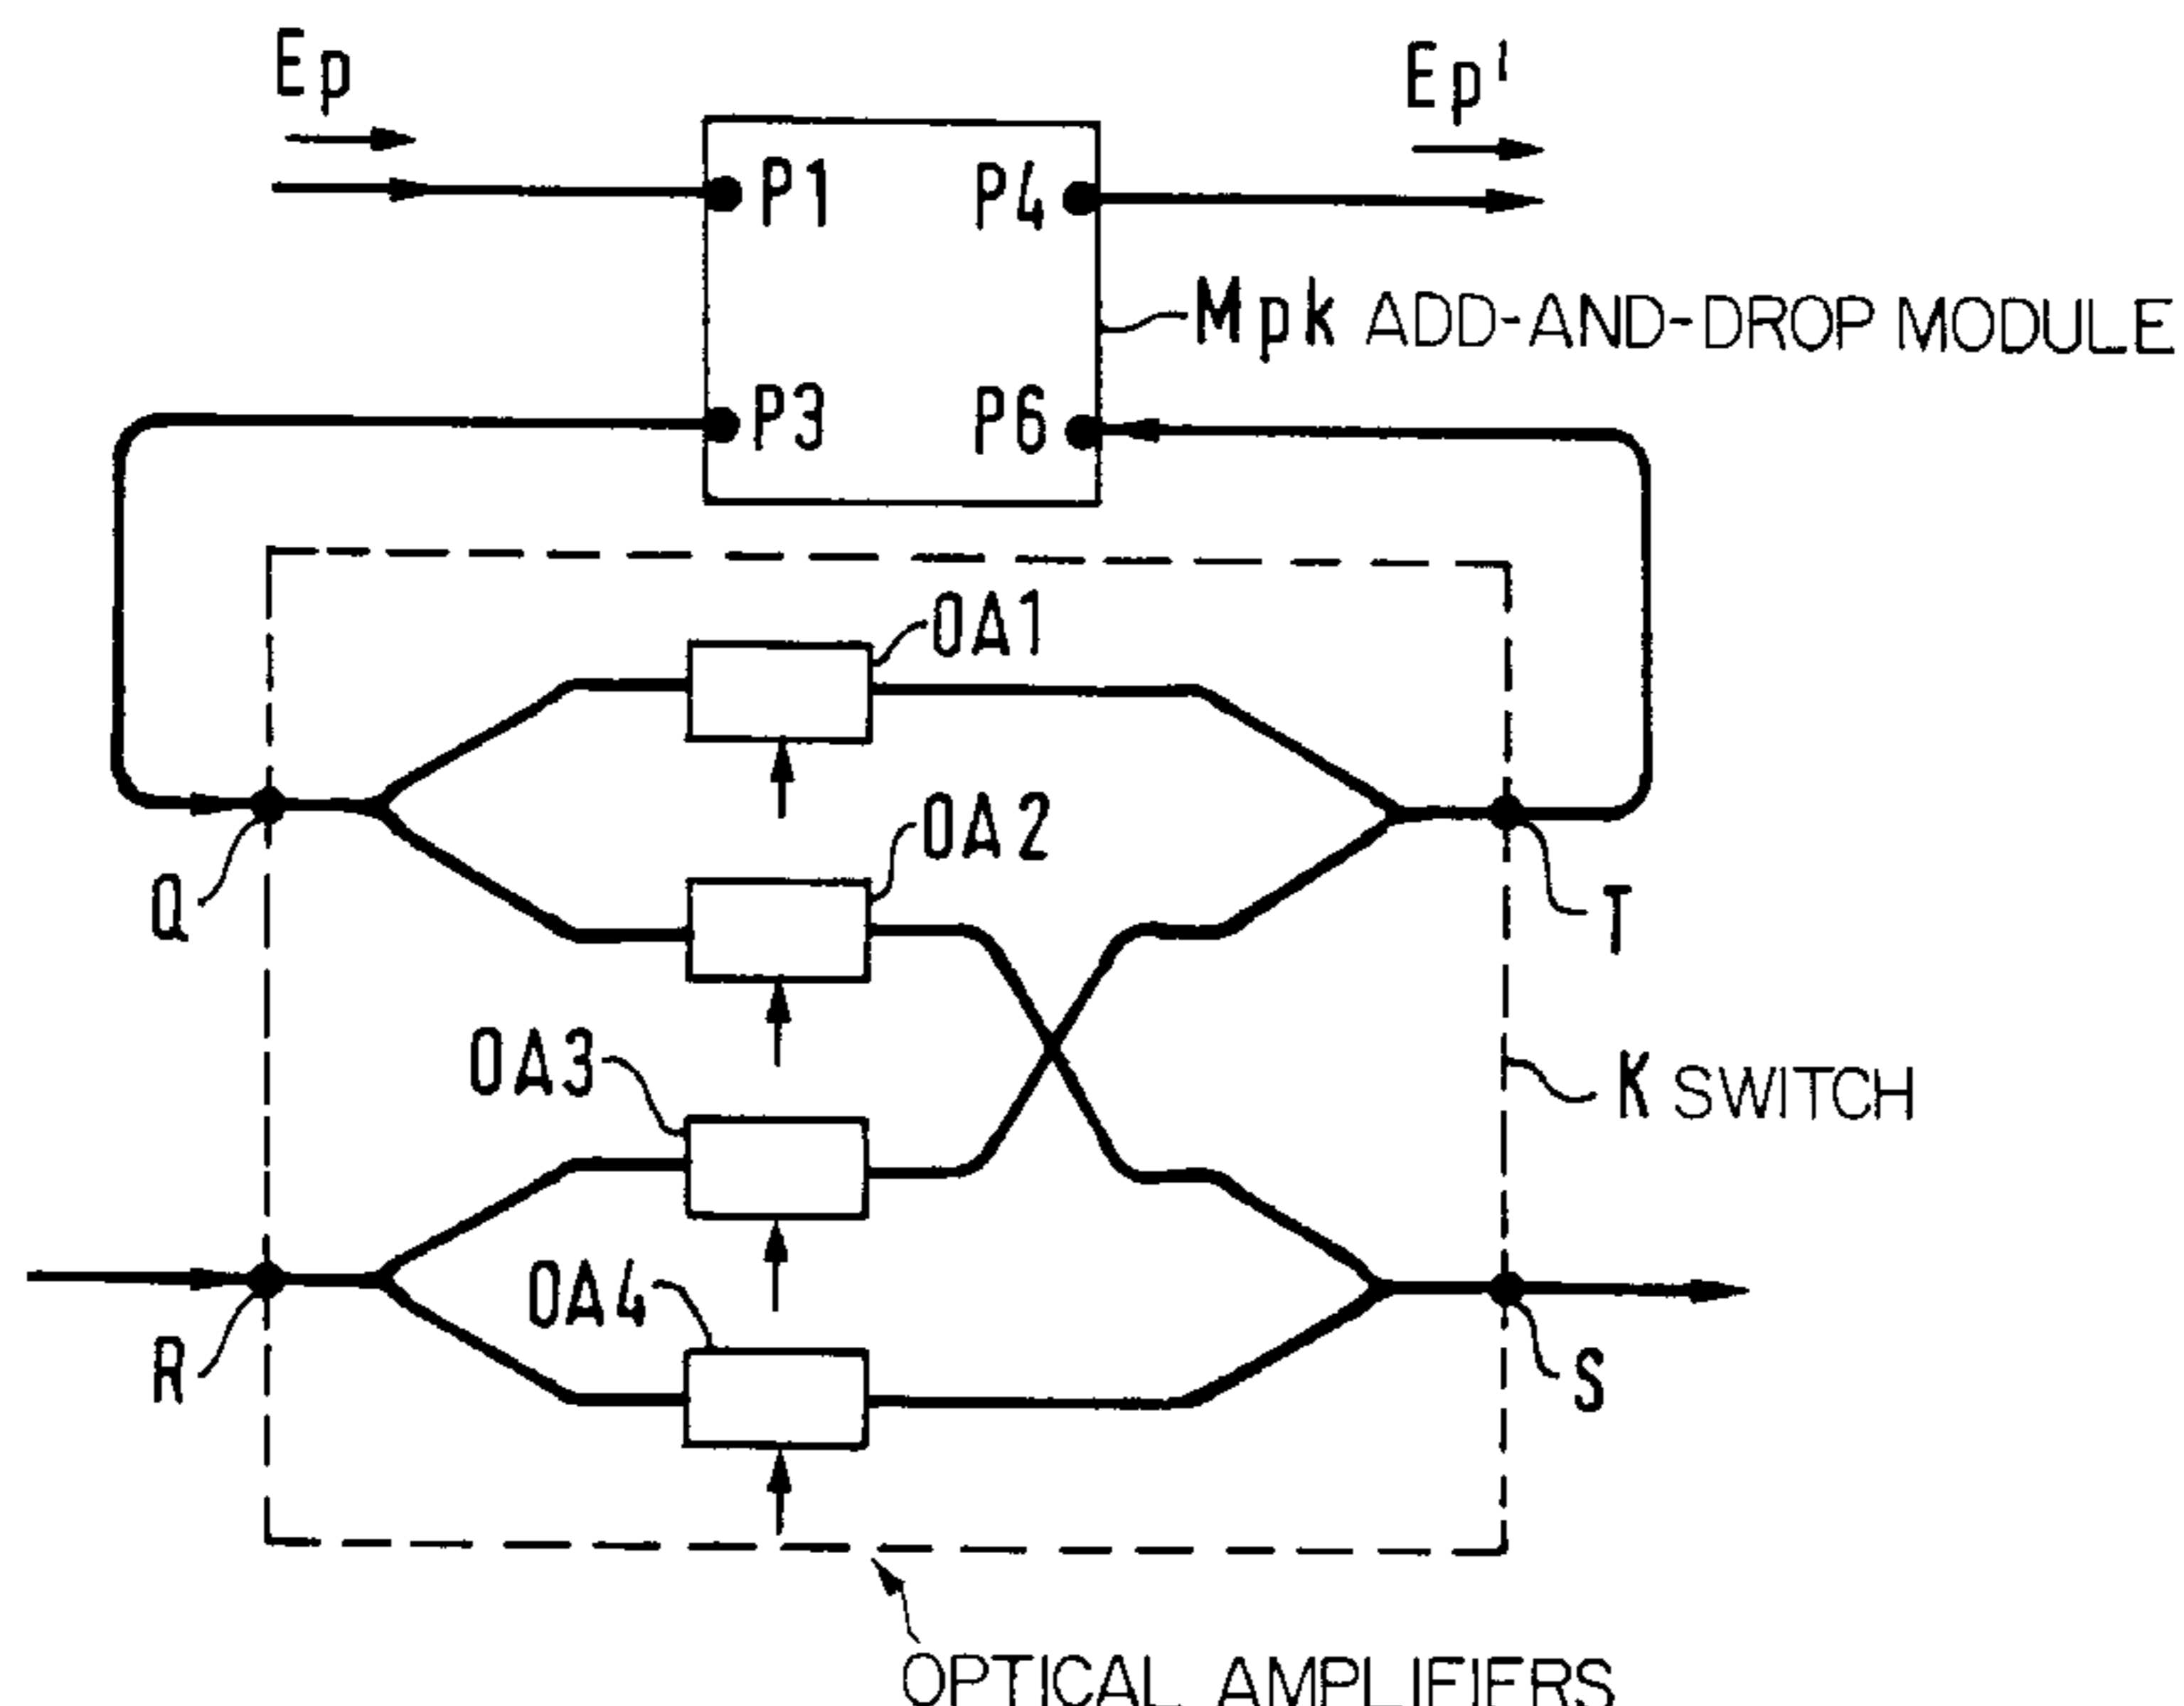 Ep
Ep'
P1
P4
Mpk ADD-AND-DROP MODULE
P3
P6
OA1
OA2
Q
T
OA3
K SWITCH
OA4
R
S
OPTICAL AMPLIFIERS